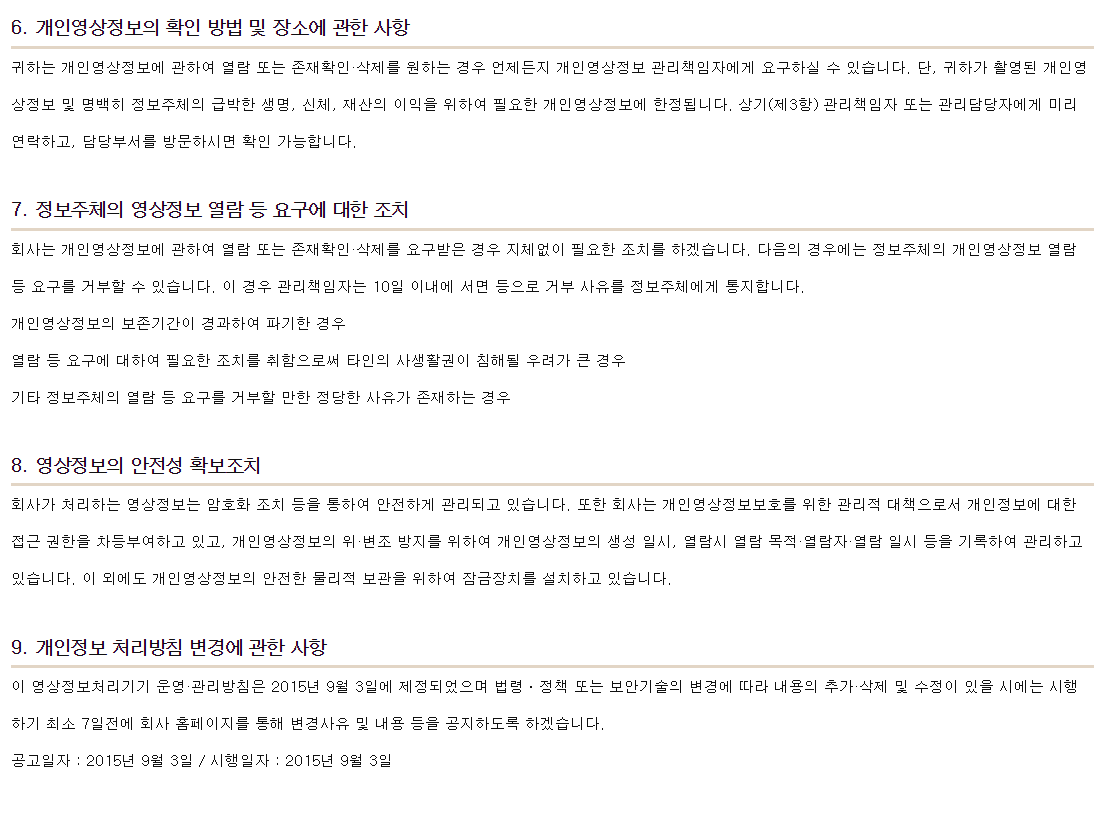 6. 개인영상정보의 확인 방법 및 장소에 관한 사항
귀하는 개인영상정보에 관하여 열람 또는 존재확인·삭제를 원하는 경우 언제든지 개인영상정보 관리책임자에게 요구하실 수 있습니다. 단, 귀하가 촬영된 개인영
상정보 및 명백히 정보주체의 급박한 생명, 신체, 재산의 이익을 위하여 필요한 개인영상정보에 한정됩니다. 상기(제3항) 관리책임자 또는 관리담당자에게 미리
연락하고, 담당부서를 방문하시면 확인 가능합니다.
7. 정보주체의 영상정보 열람 등 요구에 대한 조치
회사는 개인영상정보에 관하여 열람 또는 존재확인·삭제를 요구받은 경우 지체없이 필요한 조치를 하겠습니다. 다음의 경우에는 정보주체의 개인영상정보 열람
등 요구를 거부할 수 있습니다. 이 경우 관리책임자는 10일 이내에 서면 등으로 거부 사유를 정보주체에게 통지합니다.
개인영상정보의 보존기간이 경과하여 파기한 경우
열람 등 요구에 대하여 필요한 조치를 취함으로써 타인의 사생활권이 침해될 우려가 큰 경우
기타 정보주체의 열람 등 요구를 거부할 만한 정당한 사유가 존재하는 경우
8. 영상정보의 안전성 확보조치
회사가 처리하는 영상정보는 암호화 조치 등을 통하여 안전하게 관리되고 있습니다. 또한 회사는 개인영상정보보호를 위한 관리적 대책으로서 개인정보에 대한
접근 권한을 차등부여하고 있고, 개인영상정보의 위·변조 방지를 위하여 개인영상정보의 생성 일시, 열람시 열람 목적·열람자·열람 일시 등을 기록하여 관리하고
있습니다. 이 외에도 개인영상정보의 안전한 물리적 보관을 위하여 잠금장치를 설치하고 있습니다.
9. 개인정보 처리방침 변경에 관한 사항
이 영상정보처리기기 운영·관리방침은 2015년 9월 3일에 제정되었으며 법령ㆍ정책 또는 보안기술의 변경에 따라 내용의 추가·삭제 및 수정이 있을 시에는 시행
하기 최소 7일전에 회사 홈페이지를 통해 변경사유 및 내용 등을 공지하도록 하겠습니다.
공고일자 : 2015년 9월 3일 / 시행일자 : 2015년 9월 3일